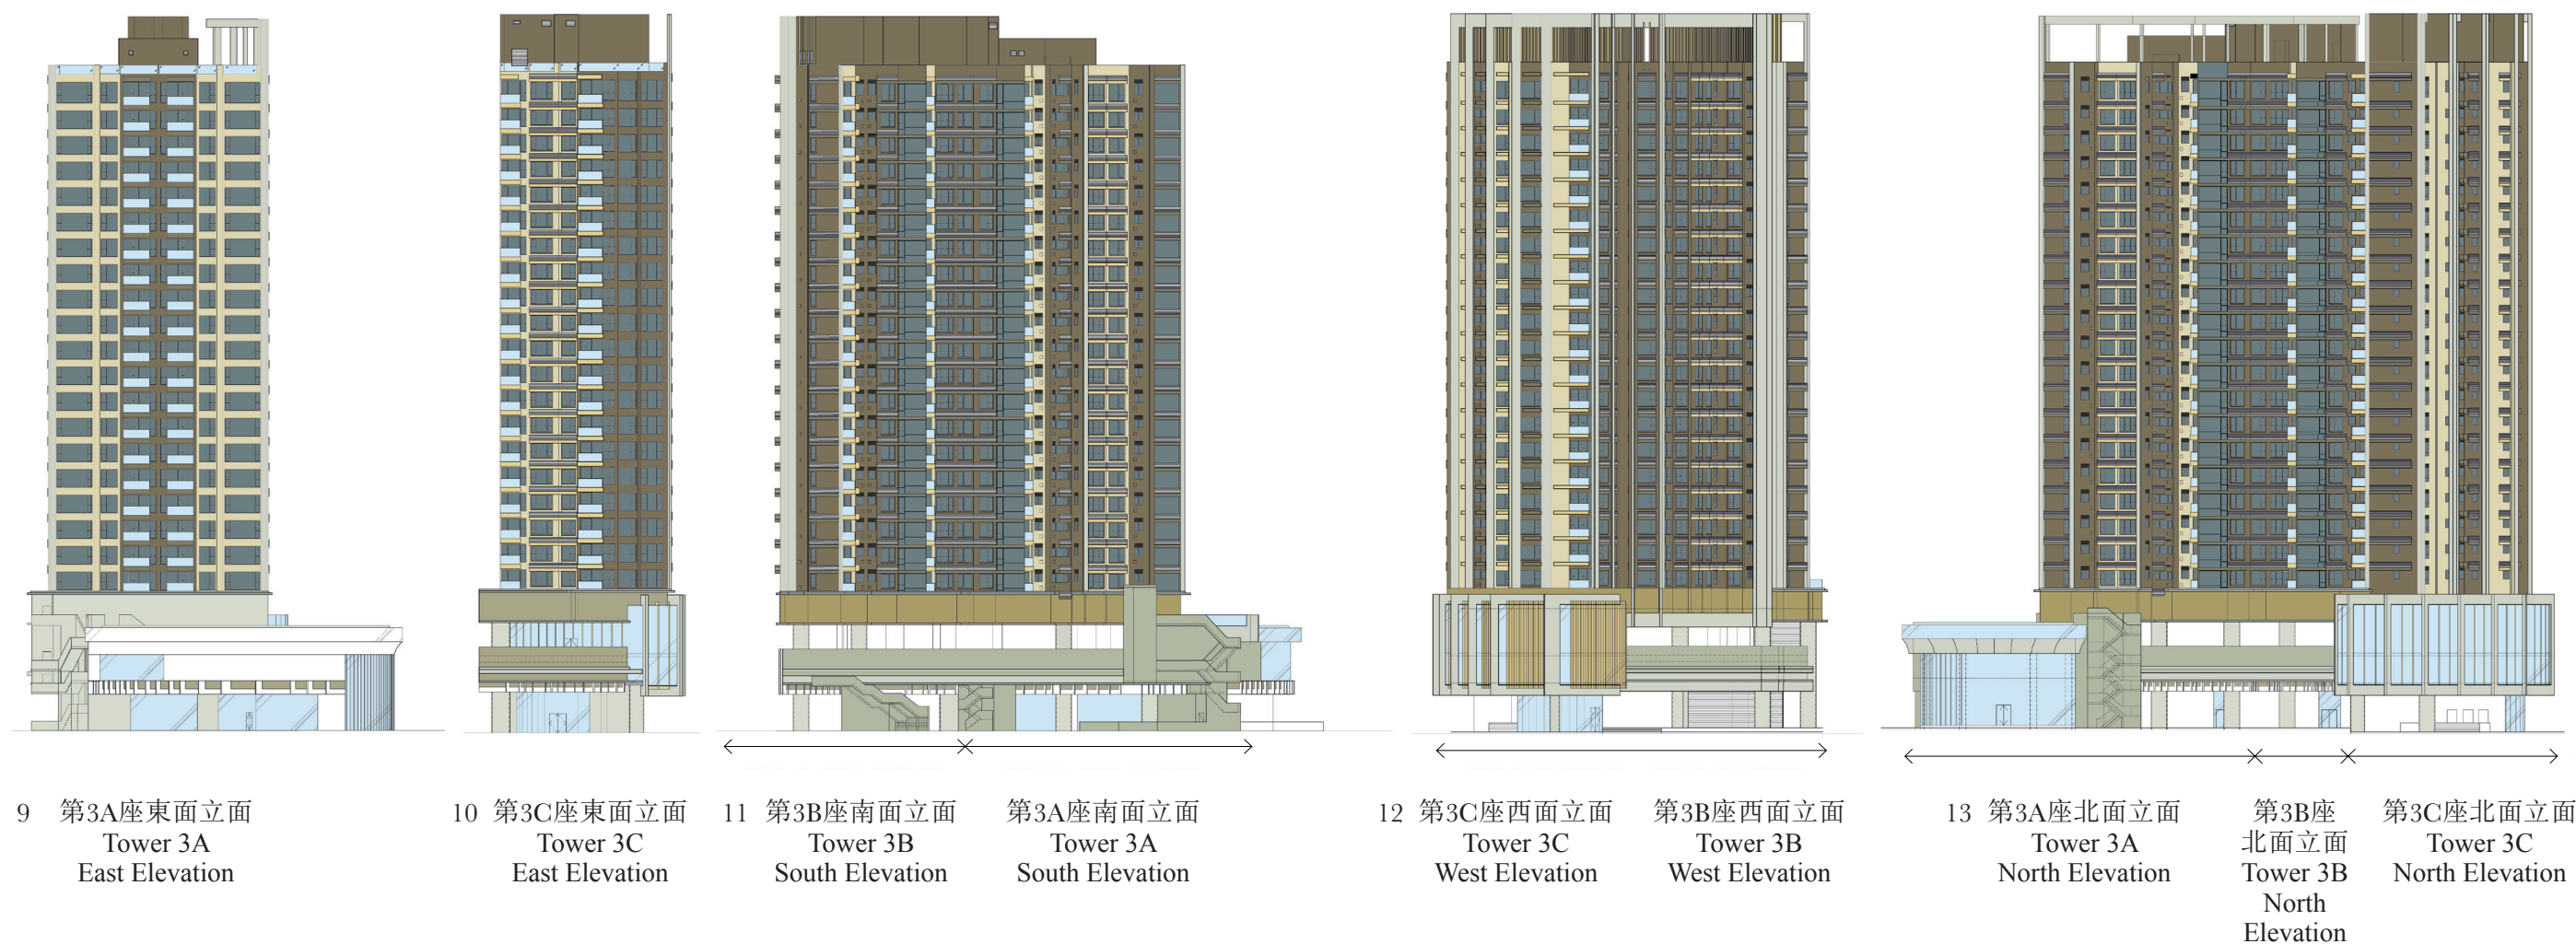 9 第3A座東面立面
Tower 3A
East Elevation
10 第3C座東面立面
Tower 3C
East Elevation
11 第3B座南面立面
Tower 3B
South Elevation
第3A座南面立面
Tower 3A
South Elevation
12 第3C座西面立面
Tower 3C
West Elevation
第3B座西面立面
Tower 3B
West Elevation
13 第3A座北面立面
Tower 3A
North Elevation
第3B座
北面立面
Tower 3B
North
Elevation
第3C座北面立面
Tower 3C
North Elevation